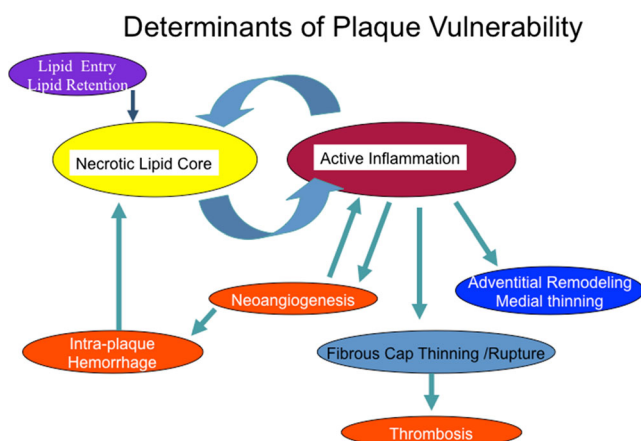 Determinants of Plaque Vulnerability
Lipid Entry
Lipid Retention
Necrotic Lipid Core
Active Inflammation
Neoangiogenesis
Adventitial Remodeling
Medial thinning
Intra-plaque
Hemorrhage
Fibrous Cap Thinning /Rupture
Thrombosis